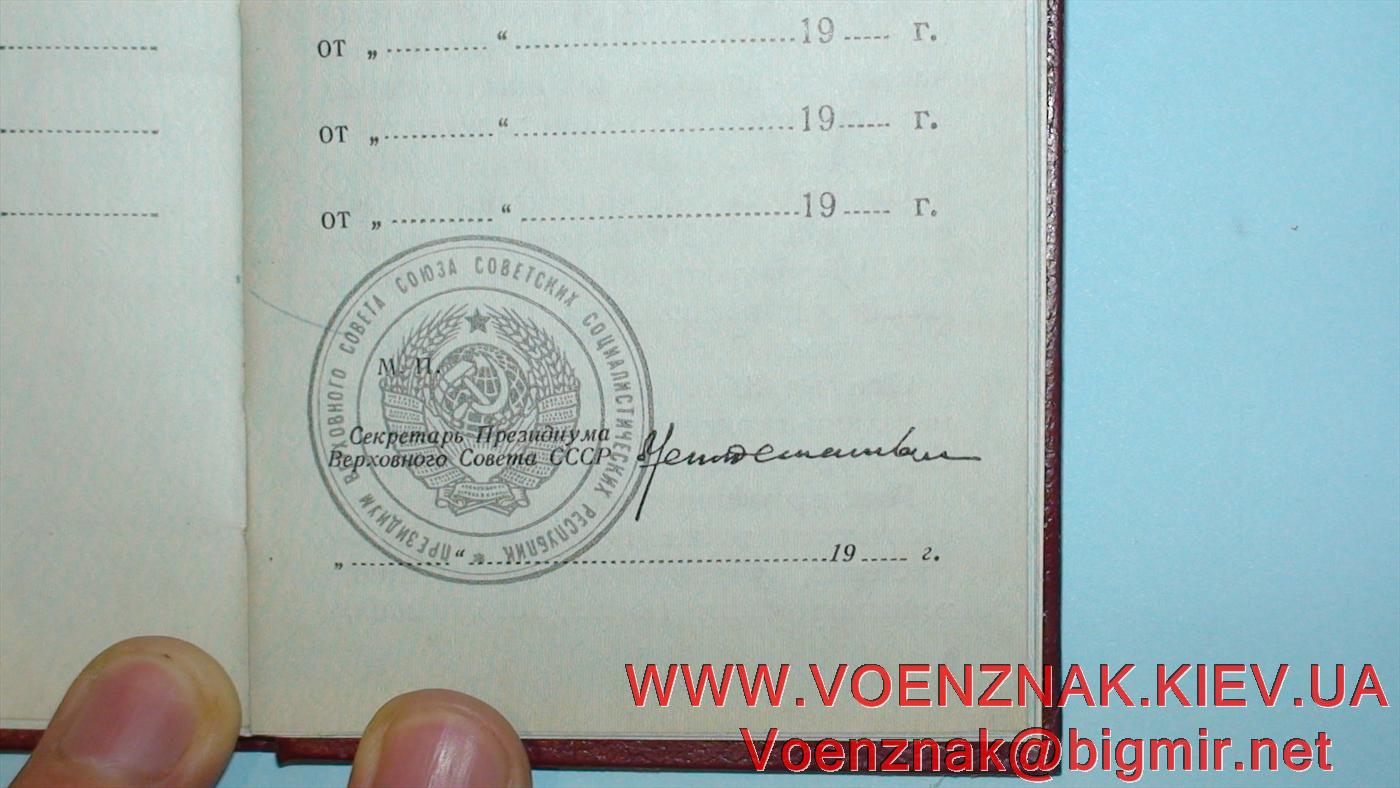 от „ .......... “ .............................. 19 ..... г.
от „ .......... “ .............................. 19 ..... г.
от „ .......... “ .............................. 19 ..... г.
* ПРЕЗИДИУМ ВЕРХОВНОГО СОВЕТА СОЮЗА СОВЕТСКИХ СОЦИАЛИСТИЧЕСКИХ РЕСПУБЛИК
М. П.
Секретарь Президиума
Верховного Совета СССР
„ .......... “ .............................. 19 ..... г.
WWW.VOENZNAK.KIEV.UA
Voenznak@bigmir.net